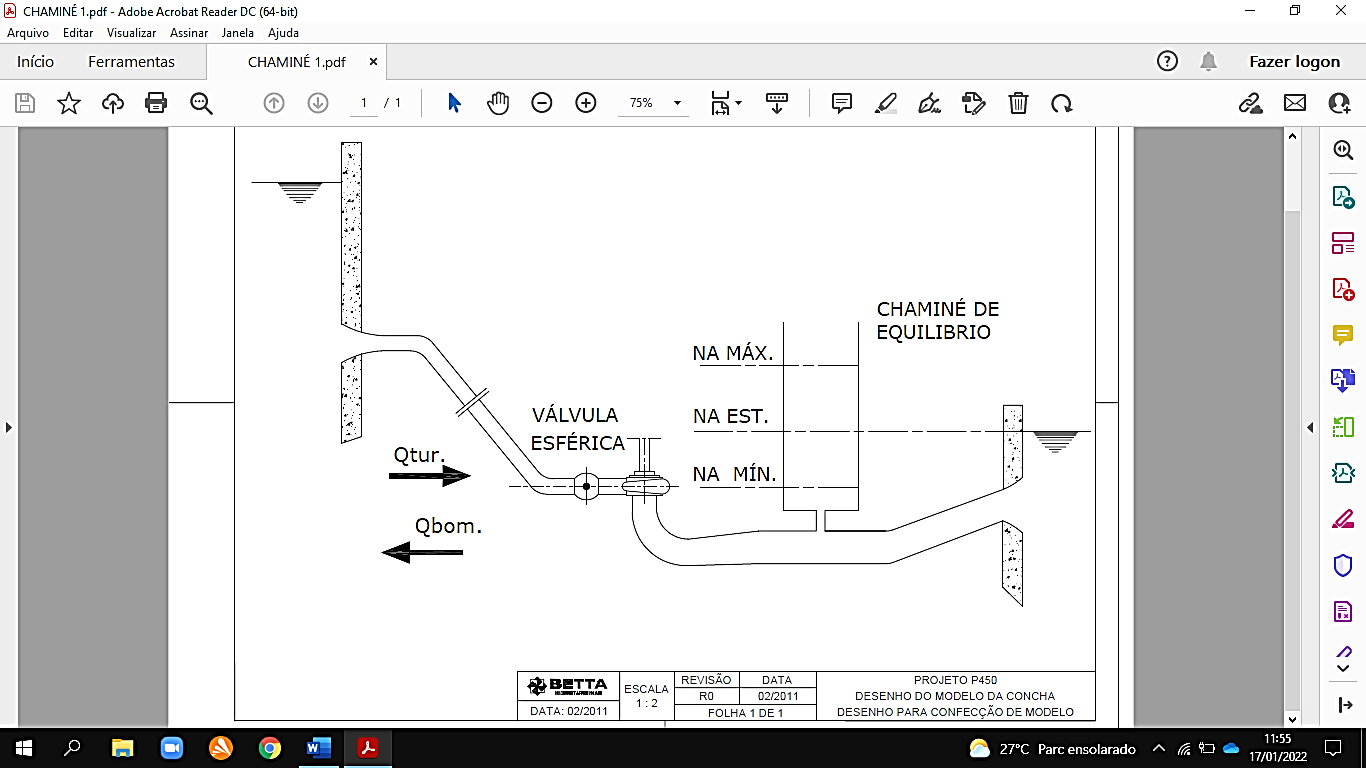 CHAMINÉ 1.pdf - Adobe Acrobat Reader DC (64-bit)
Arquivo Editar Visualizar Assinar Janela Ajuda
Início Ferramentas CHAMINÉ 1.pdf × Fazer logon
1 / 1 75%
CHAMINÉ DE
EQUILIBRIO
NA MÁX.
VÁLVULA
ESFÉRICA
NA EST.
Qtur.
NA MÍN.
Qbom.
BETTA
DATA: 02/2011
ESCALA
1 : 2
REVISÃO DATA
R0 02/2011
FOLHA 1 DE 1
PROJETO P450
DESENHO DO MODELO DA CONCHA
DESENHO PARA CONFECÇÃO DE MODELO
27°C Parc ensolarado
11:55
17/01/2022